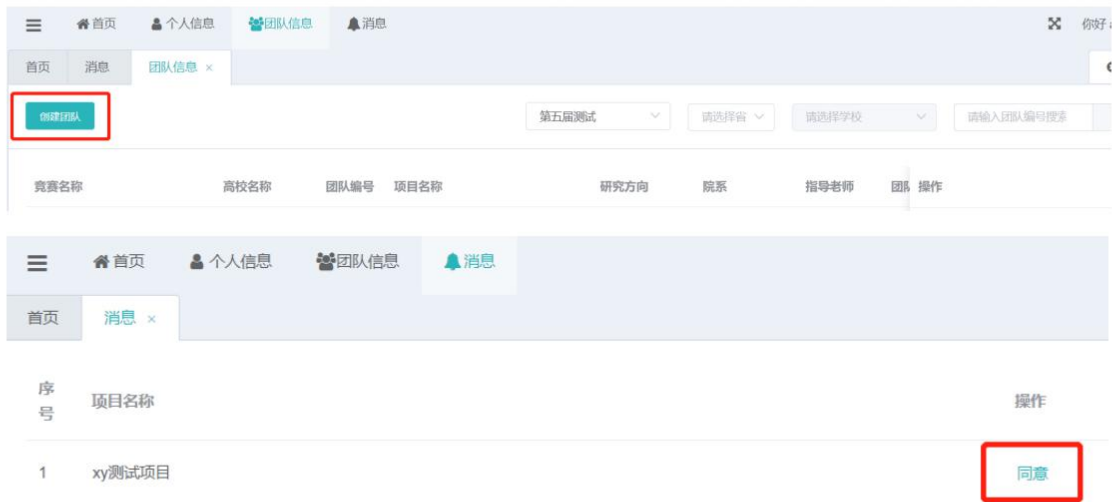 首页 个人信息 团队信息 消息 你好
首页 消息 团队信息 ×
创建团队 第五届测试 请选择省 请选择学校 请输入团队编号搜索
竞赛名称 高校名称 团队编号 项目名称 研究方向 院系 指导老师 团队 操作
首页 个人信息 团队信息 消息
首页 消息 ×
序号 项目名称 操作
1 xy测试项目 同意